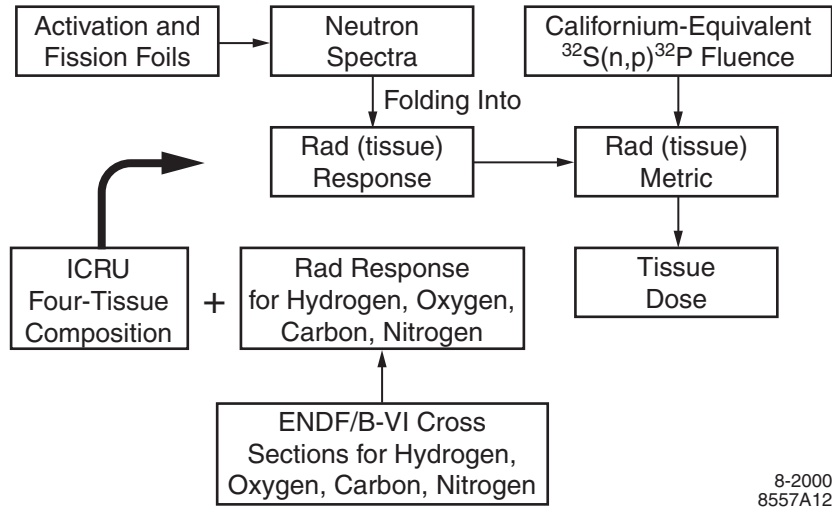 Activation and
Fission Foils
Neutron
Spectra
Californium-Equivalent
³²S(n,p)³²P Fluence
Folding Into
Rad (tissue)
Response
Rad (tissue)
Metric
ICRU
Four-Tissue
Composition
+
Rad Response
for Hydrogen, Oxygen,
Carbon, Nitrogen
Tissue
Dose
ENDF/B-VI Cross
Sections for Hydrogen,
Oxygen, Carbon, Nitrogen
8-2000
8557A12